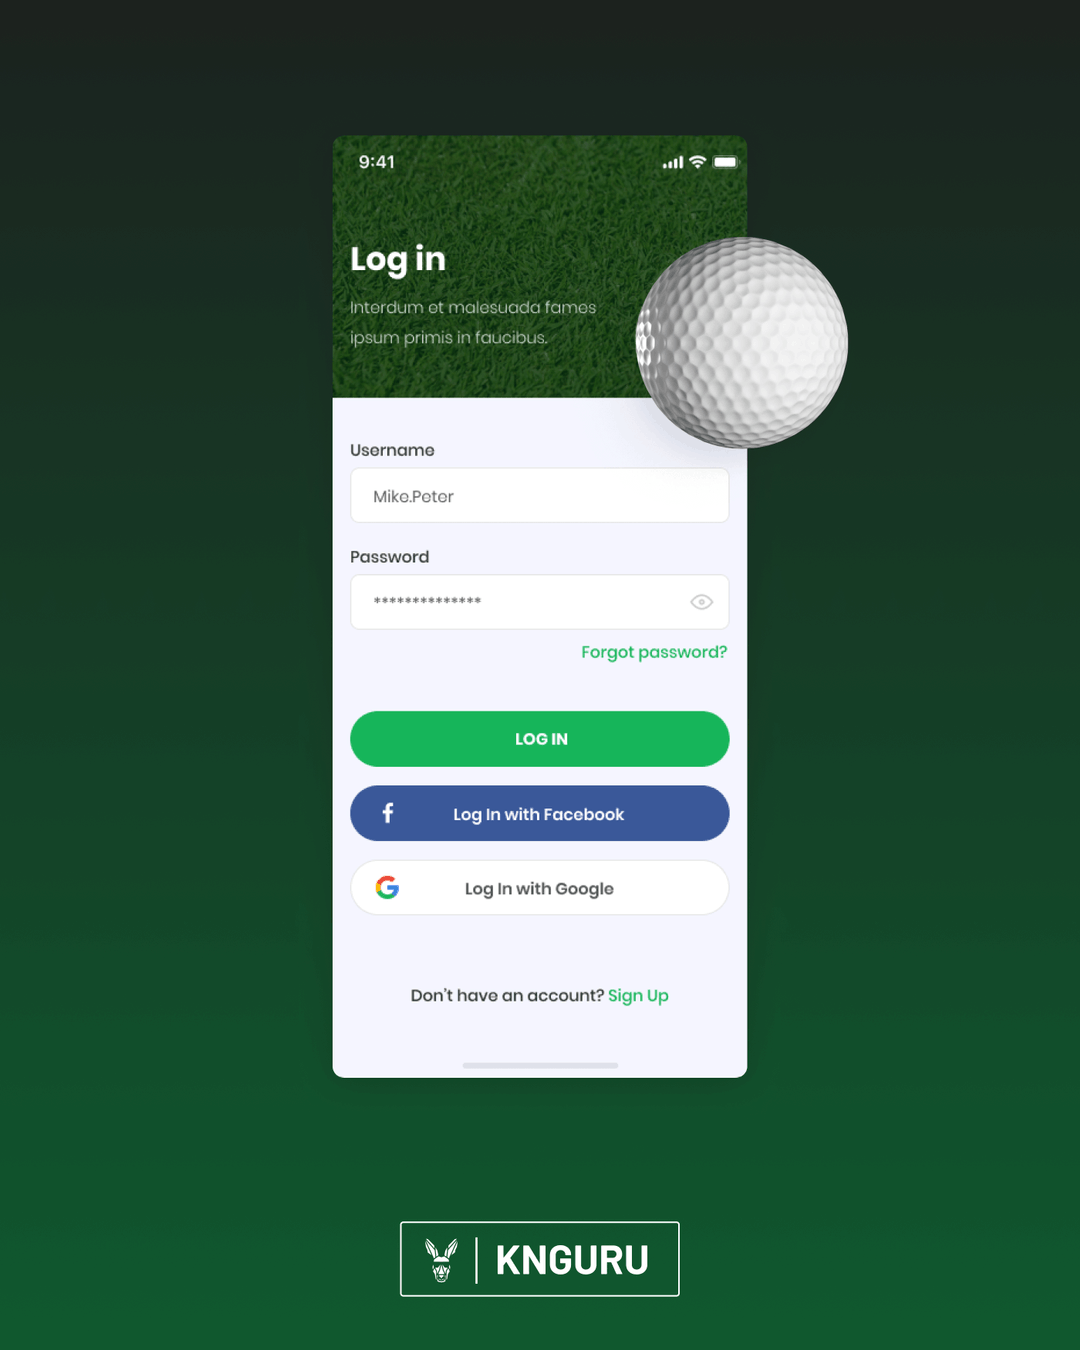 9:41
Log in
Interdum et malesuada fames
ipsum primis in faucibus.
Username
Mike.Peter
Password
**************
Forgot password?
LOG IN
Log In with Facebook
Log In with Google
Don't have an account? Sign Up
KNGURU